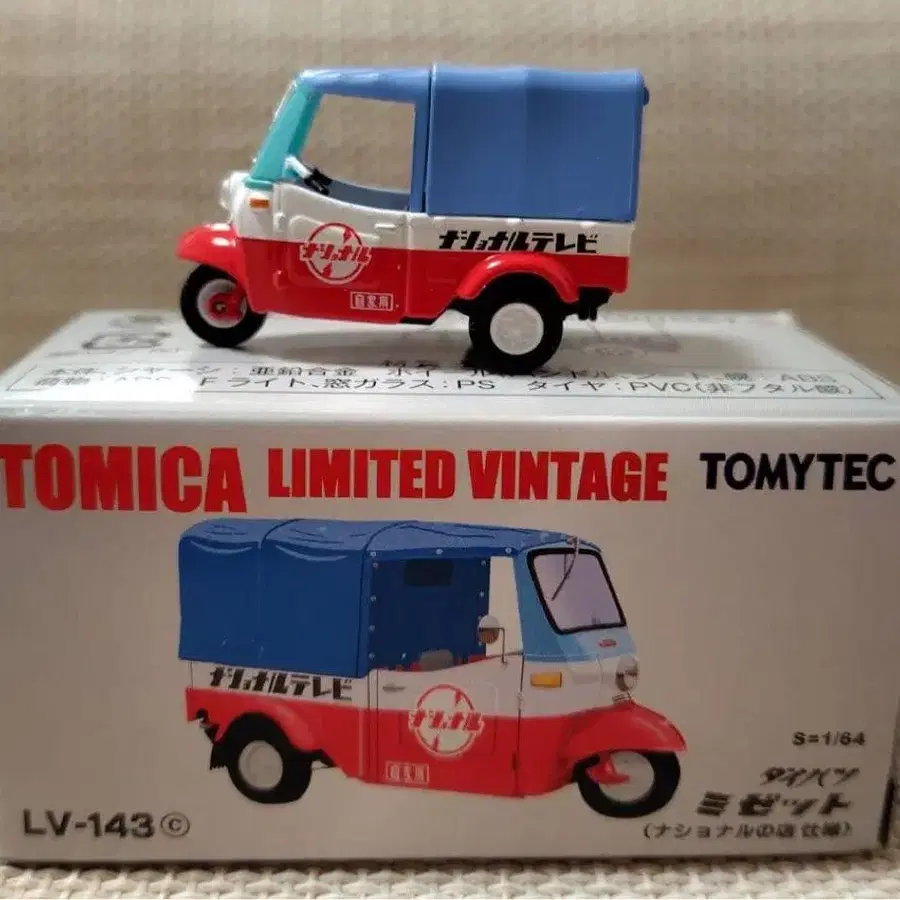 ナショナル
ナショナルテレビ
自家用
本体、シャーシ：亜鉛合金
ABS
Fライト、窓ガラス：PS タイヤ：PVC(非フタル酸)
TOMICA LIMITED VINTAGE TOMYTEC
ナショナルテレビ
ナショナル
自家用
S=1/64
ダイハツ
ミゼット
(ナショナルの店仕様)
LV-143 ©